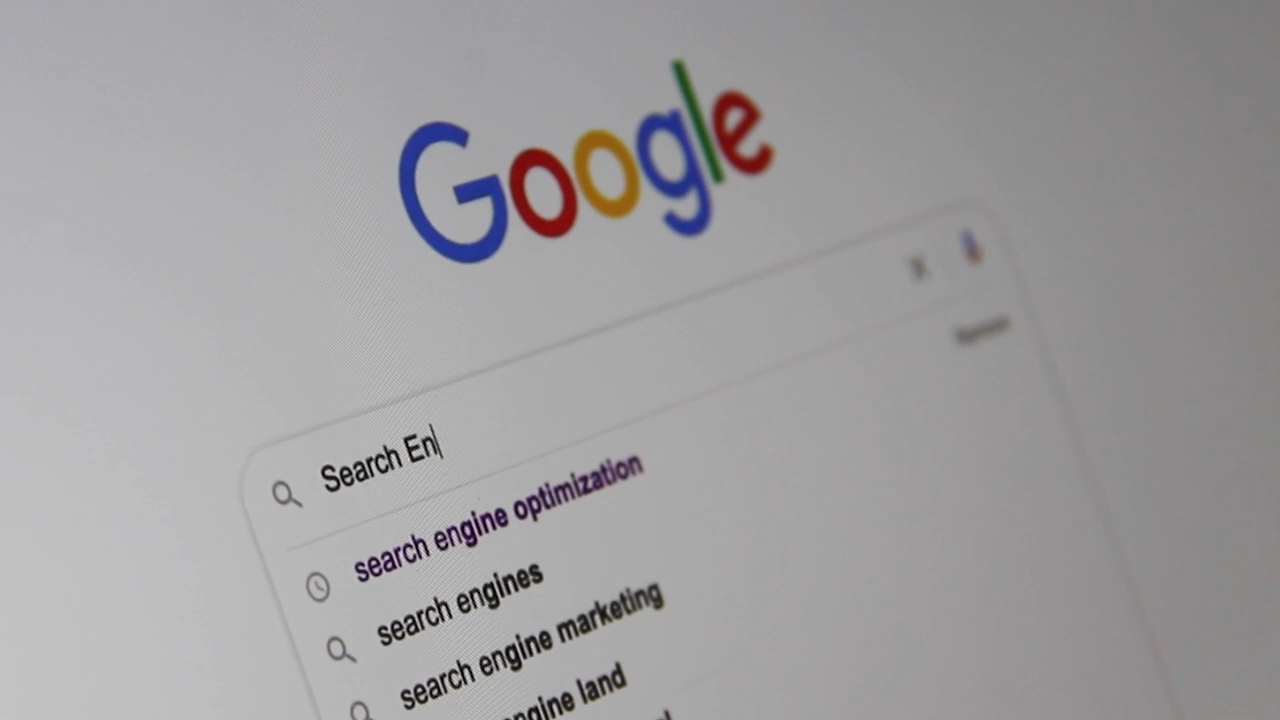 Google
Search En
search engine optimization
search engines
search engine marketing
engine land